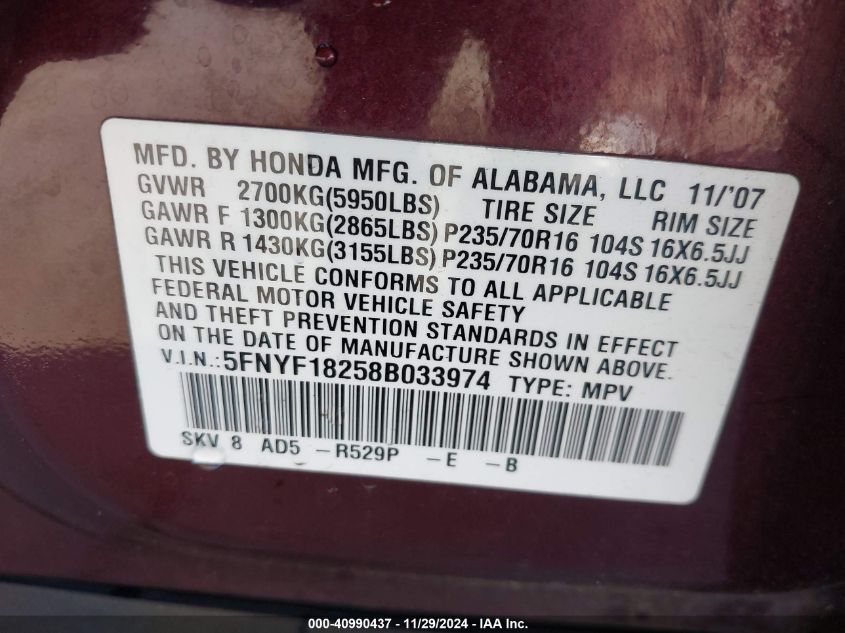 MFD. BY HONDA MFG. OF ALABAMA, LLC 11/'07
GVWR 2700KG(5950LBS) TIRE SIZE RIM SIZE
GAWR F 1300KG(2865LBS) P235/70R16 104S 16X6.5JJ
GAWR R 1430KG(3155LBS) P235/70R16 104S 16X6.5JJ
THIS VEHICLE CONFORMS TO ALL APPLICABLE
FEDERAL MOTOR VEHICLE SAFETY
AND THEFT PREVENTION STANDARDS IN EFFECT
ON THE DATE OF MANUFACTURE SHOWN ABOVE.
V.I.N.: 5FNYF18258B033974 TYPE: MPV
SKV 8 AD5 -R529P -E -B
000-40990437 - 11/29/2024 - IAA Inc.